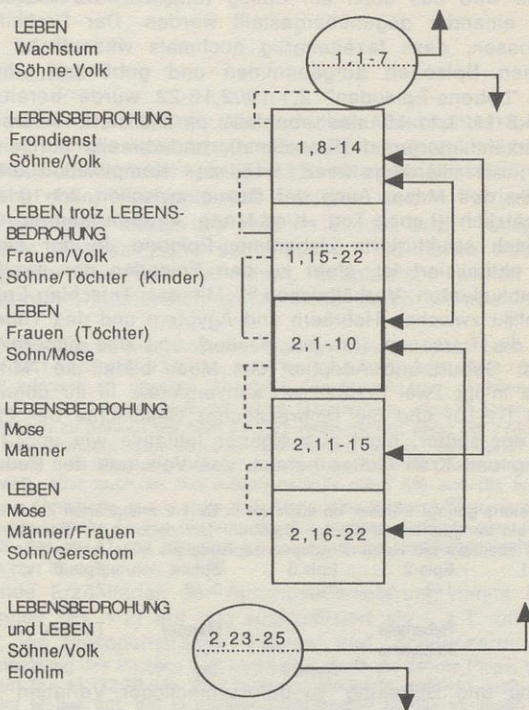 LEBEN
Wachstum
Söhne-Volk
1,1-7
LEBENSBEDROHUNG
Frondienst
Söhne/Volk
1,8-14
LEBEN trotz LEBENS-
BEDROHUNG
Frauen/Volk
Söhne/Töchter (Kinder)
1,15-22
LEBEN
Frauen (Töchter)
Sohn/Mose
2,1-10
LEBENSBEDROHUNG
Mose
Männer
2,11-15
LEBEN
Mose
Männer/Frauen
Sohn/Gerschom
2,16-22
LEBENSBEDROHUNG
und LEBEN
Söhne/Volk
Elohim
2,23-25